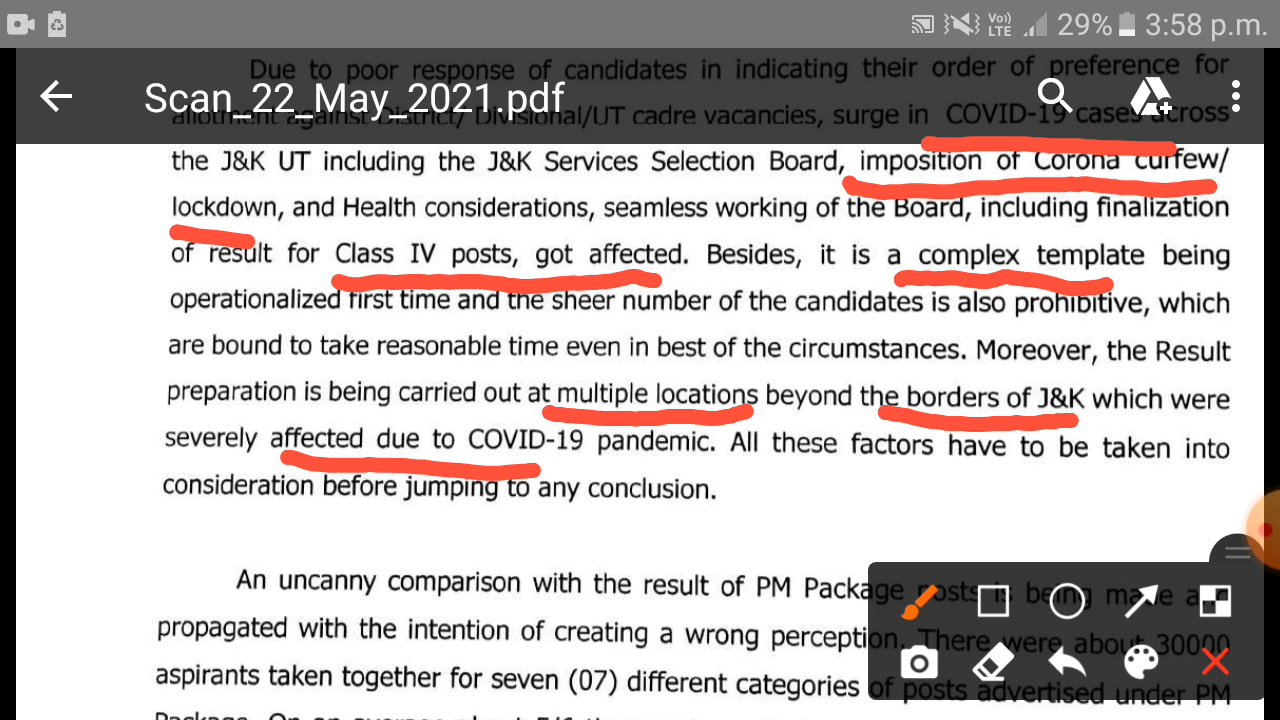 29% 3:58 p.m.
Vo)) LTE
Due to poor response of candidates in indicating their order of preference for
Scan_22_May_2021.pdf
allotment against District/ Divisional/UT cadre vacancies, surge in COVID-19 cases across
the J&K UT including the J&K Services Selection Board, imposition of Corona curfew/
lockdown, and Health considerations, seamless working of the Board, including finalization
of result for Class IV posts, got affected. Besides, it is a complex template being
operationalized first time and the sheer number of the candidates is also prohibitive, which
are bound to take reasonable time even in best of the circumstances. Moreover, the Result
preparation is being carried out at multiple locations beyond the borders of J&K which were
severely affected due to COVID-19 pandemic. All these factors have to be taken into
consideration before jumping to any conclusion.
An uncanny comparison with the result of PM Package posts is being made and
propagated with the intention of creating a wrong perception. There were about 30000
aspirants taken together for seven (07) different categories of posts advertised under PM